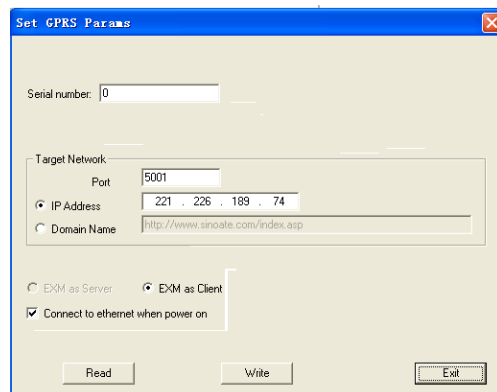 Set GPRS Params
Serial number: 0
Target Network
Port 5001
IP Address 221 . 226 . 189 . 74
Domain Name http://www.sinoate.com/index.asp
EXM as Server EXM as Client
Connect to ethernet when power on
Read Write Exit